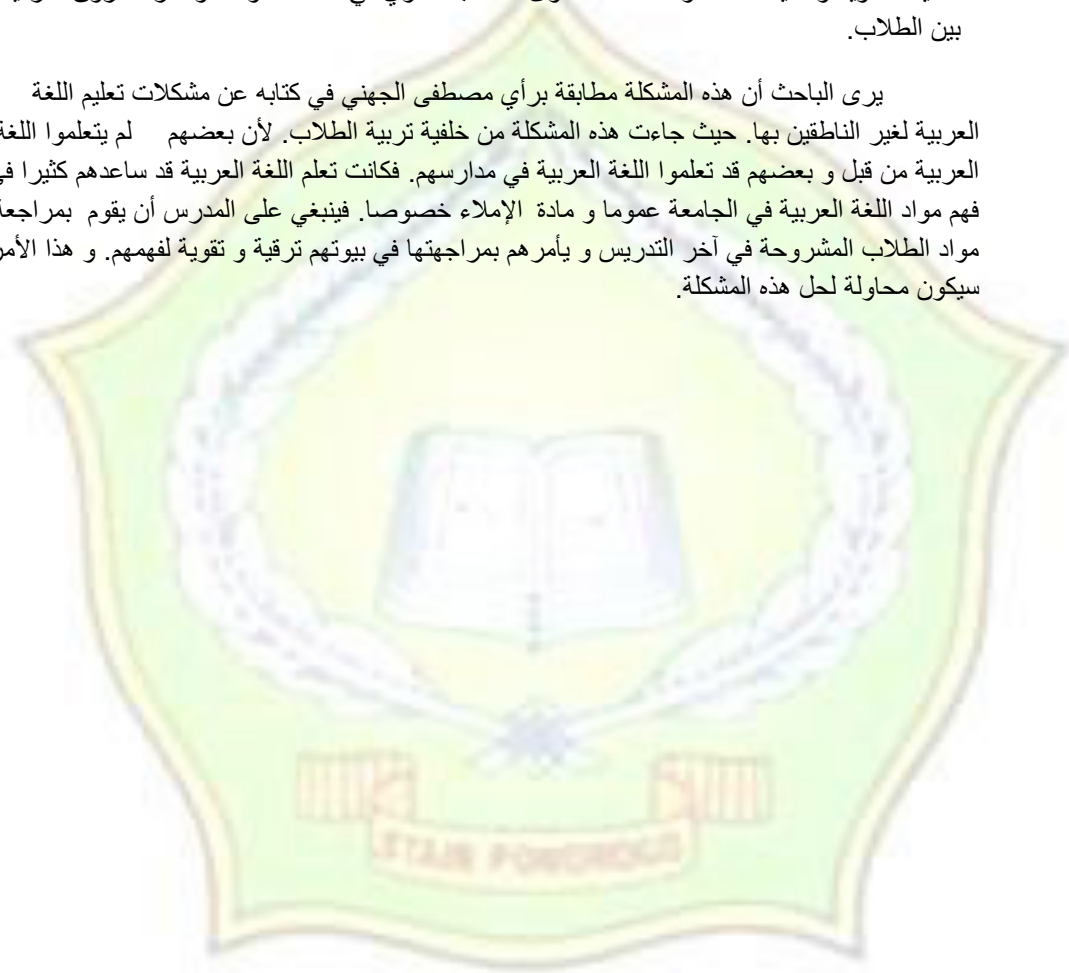 بين الطلاب.
يرى الباحث أن هذه المشكلة مطابقة برأي مصطفى الجهني في كتابه عن مشكلات تعليم اللغة
العربية لغير الناطقين بها. حيث جاءت هذه المشكلة من خلفية تربية الطلاب. لأن بعضهم لم يتعلموا اللغة
العربية من قبل و بعضهم قد تعلموا اللغة العربية في مدارسهم. فكانت تعلم اللغة العربية قد ساعدهم كثيرا في
فهم مواد اللغة العربية في الجامعة عموما و مادة الإملاء خصوصا. فينبغي على المدرس أن يقوم بمراجعة
مواد الطلاب المشروحة في آخر التدريس و يأمرهم بمراجهتها في بيوتهم ترقية و تقوية لفهمهم. و هذا الأمر
سيكون محاولة لحل هذه المشكلة.
STAIN PONOROGO